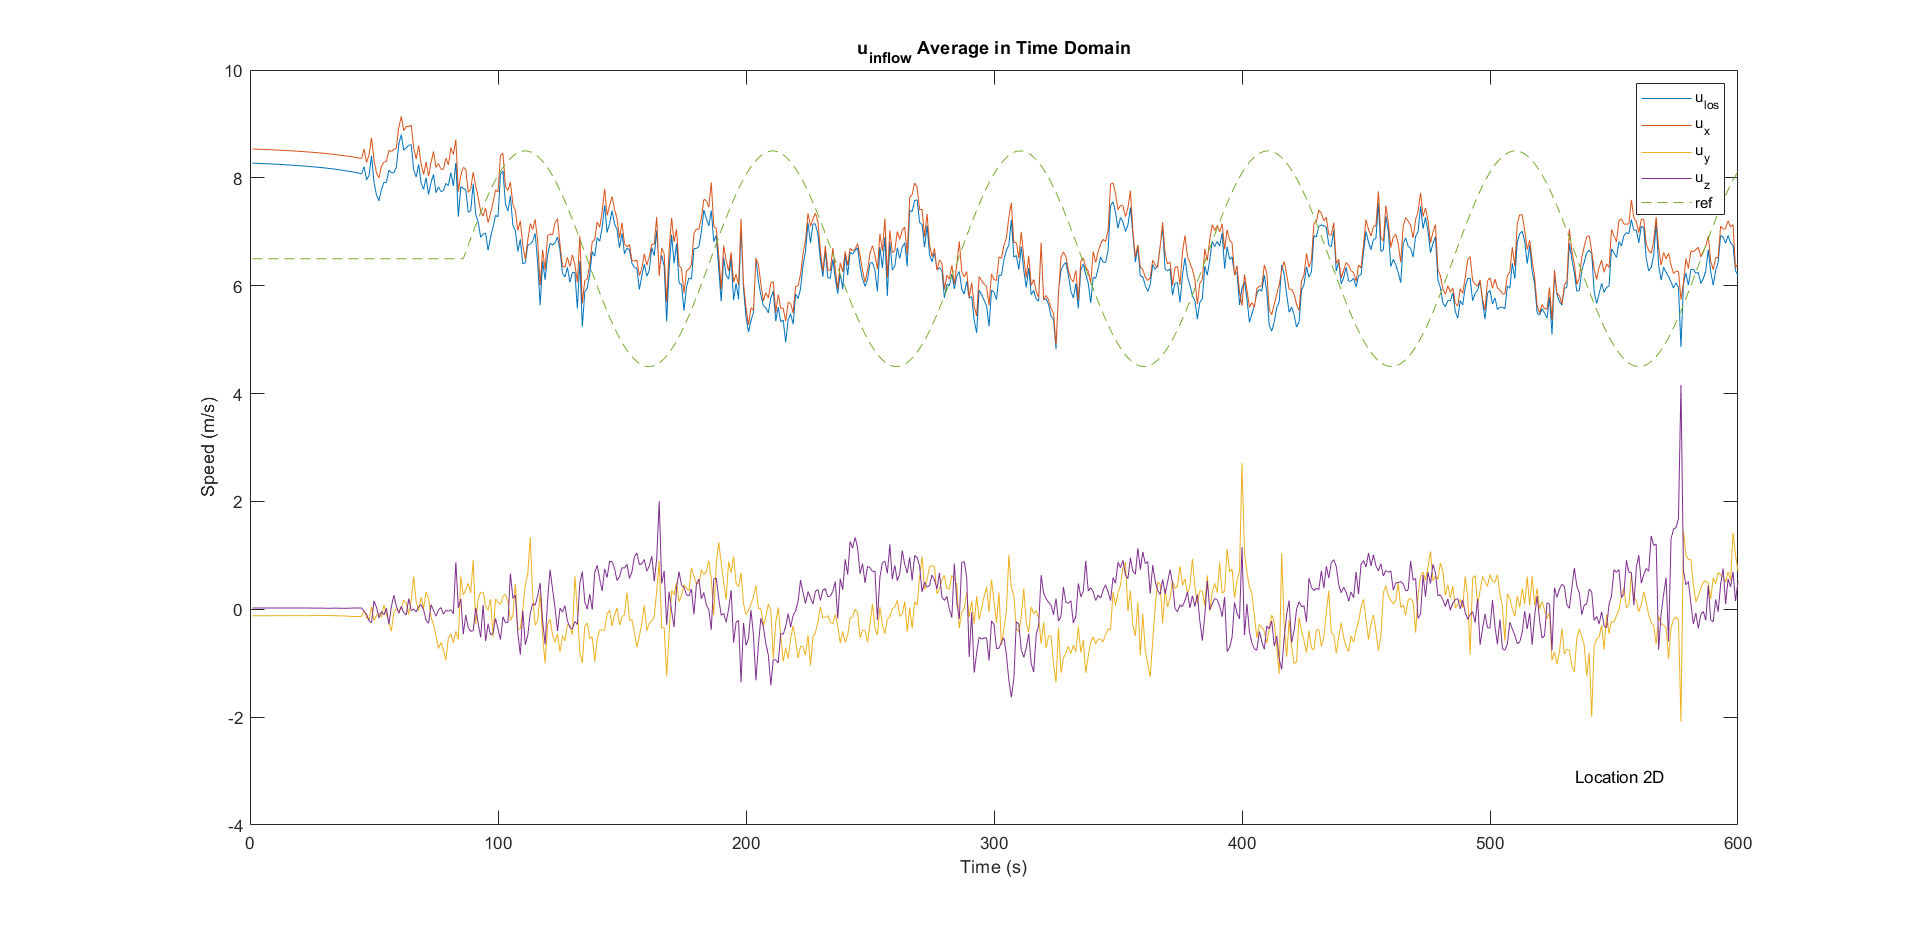 u_inflow Average in Time Domain
10
8
6
4
2
0
-2
-4
Speed (m/s)
u_los
u_x
u_y
u_z
ref
Location 2D
0 100 200 300 400 500 600
Time (s)